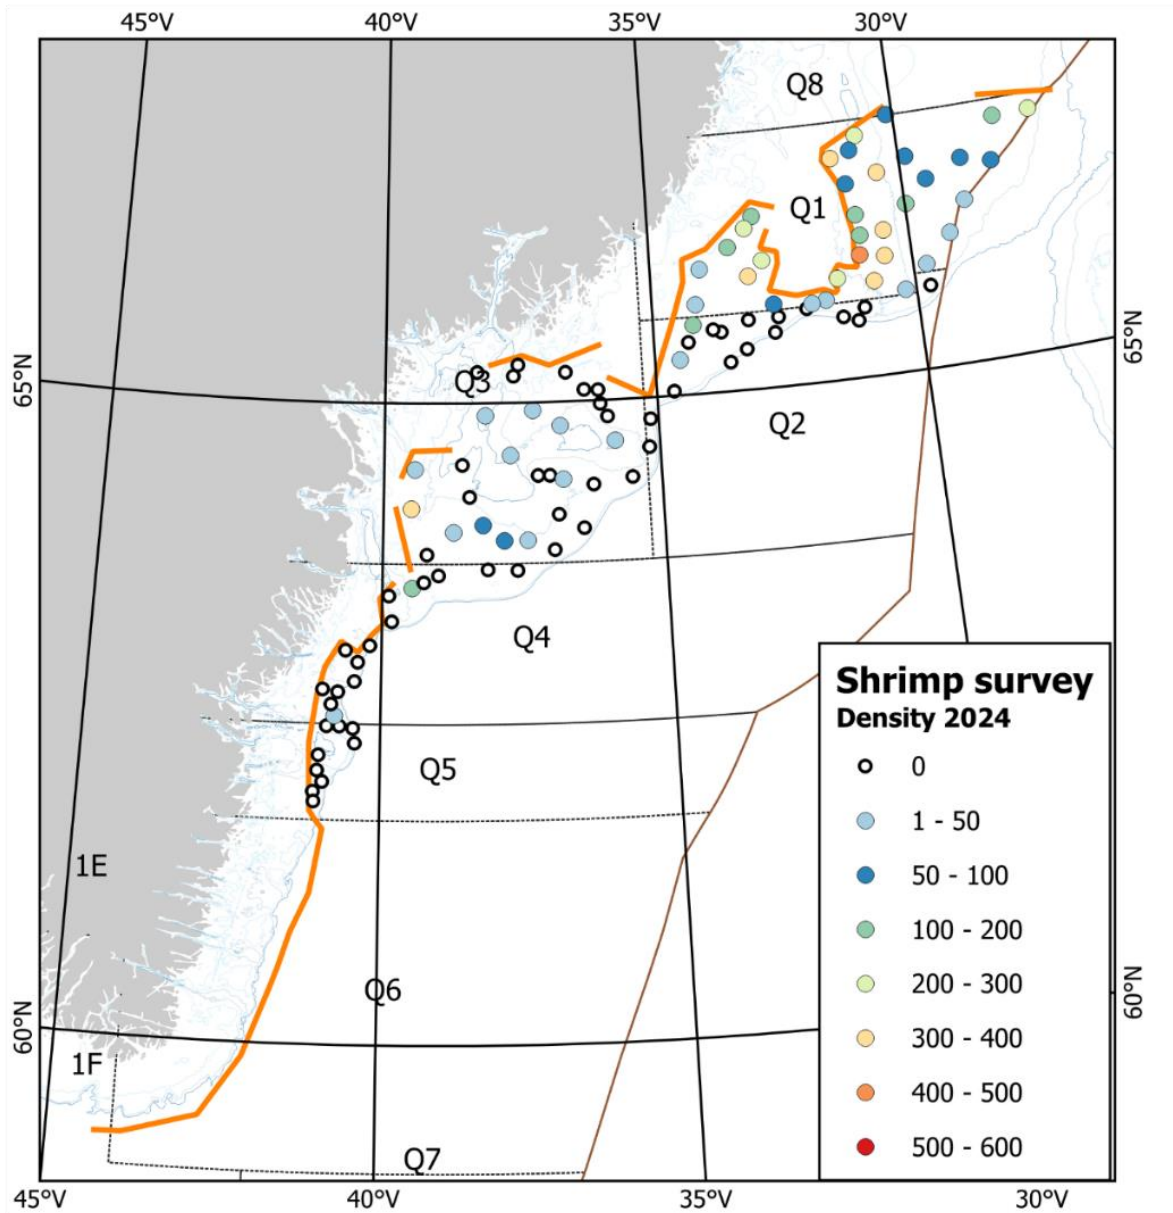 45°V 40°V 35°V 30°V
Q8
Q1
65°N
65°N
Q3
Q2
Q4
Shrimp survey
Density 2024
0
Q5
1 - 50
1E
50 - 100
100 - 200
Q6
200 - 300
60°N
60°N
300 - 400
1F
400 - 500
500 - 600
Q7
45°V 40°V 35°V 30°V